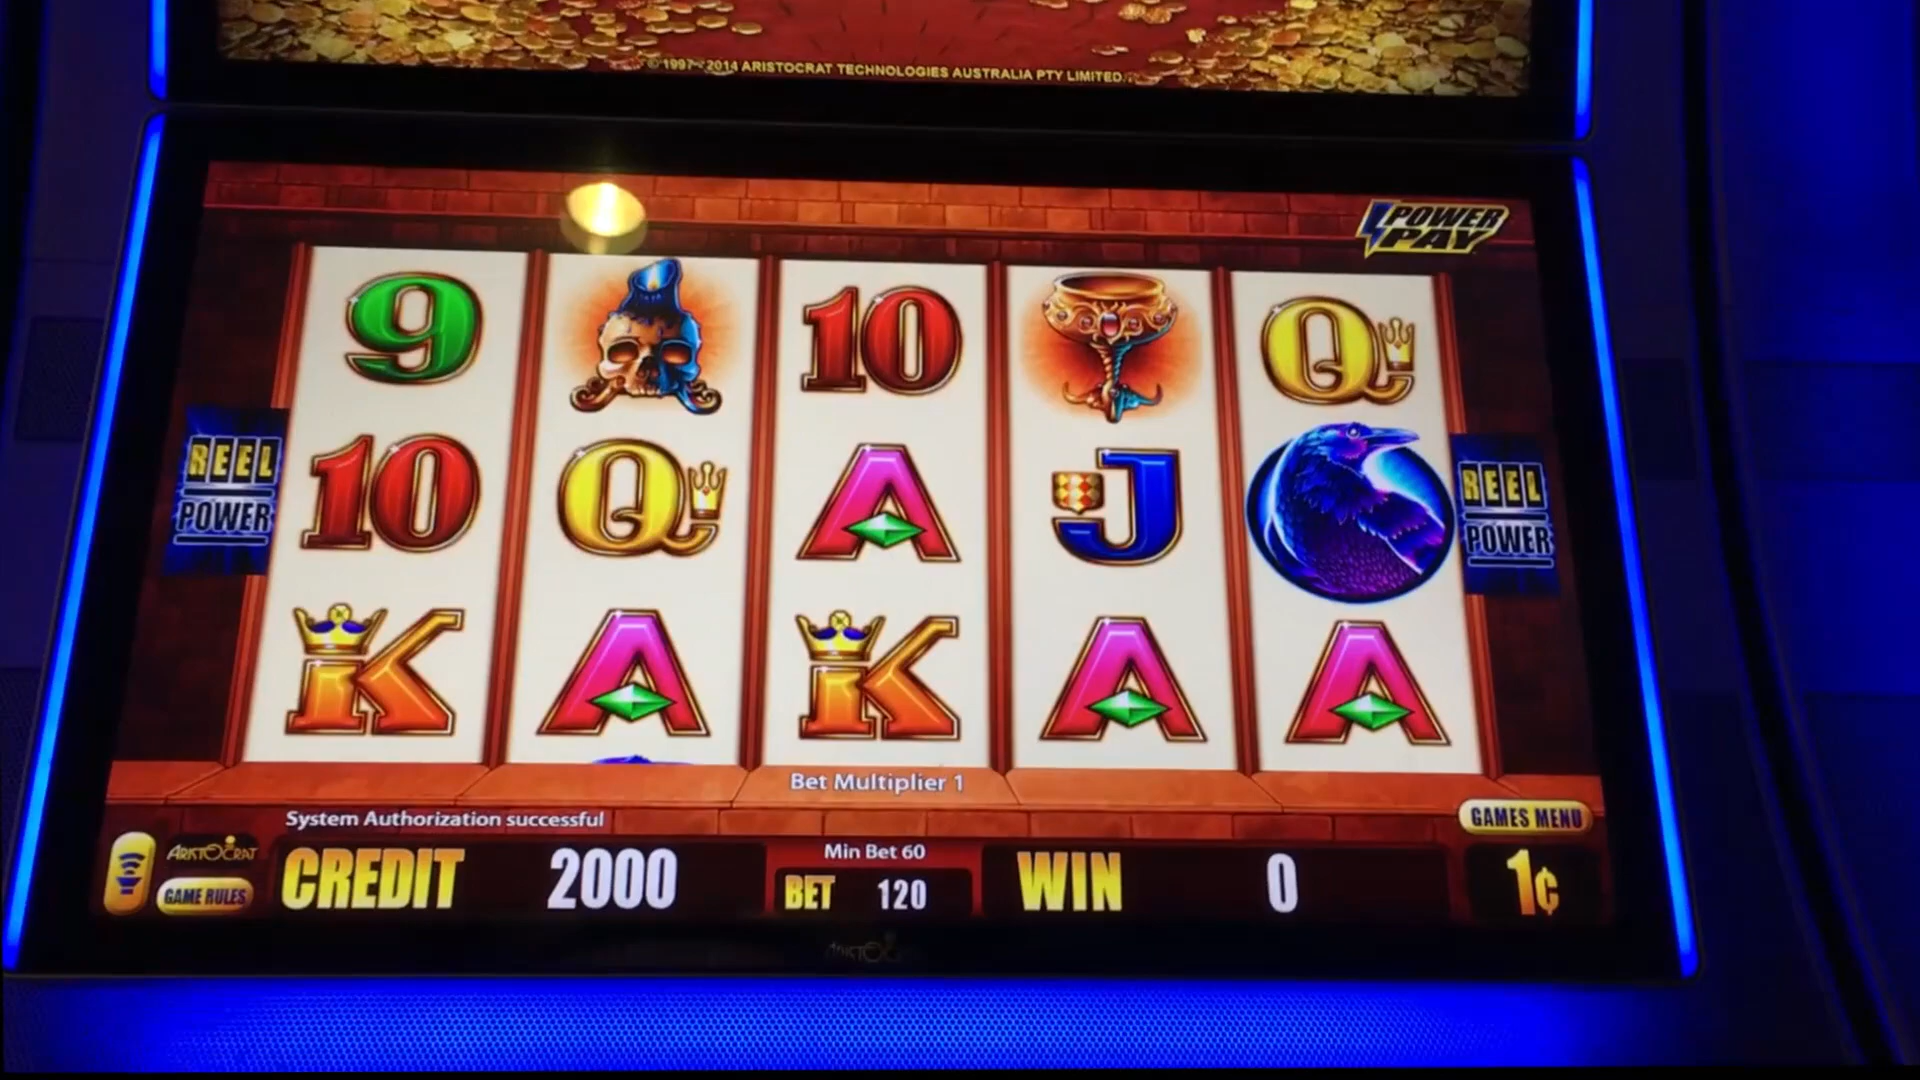 © 1997 - 2014 ARISTOCRAT TECHNOLOGIES AUSTRALIA PTY LIMITED.
POWER
PAY
9 10 Q
10 Q A J
K A K A A
REEL
POWER
REEL
POWER
Bet Multiplier 1
System Authorization successful
GAMES MENU
ARISTOCRAT
GAME RULES
CREDIT 2000
Min Bet 60
BET 120
WIN 0
1¢
ARISTOCRAT